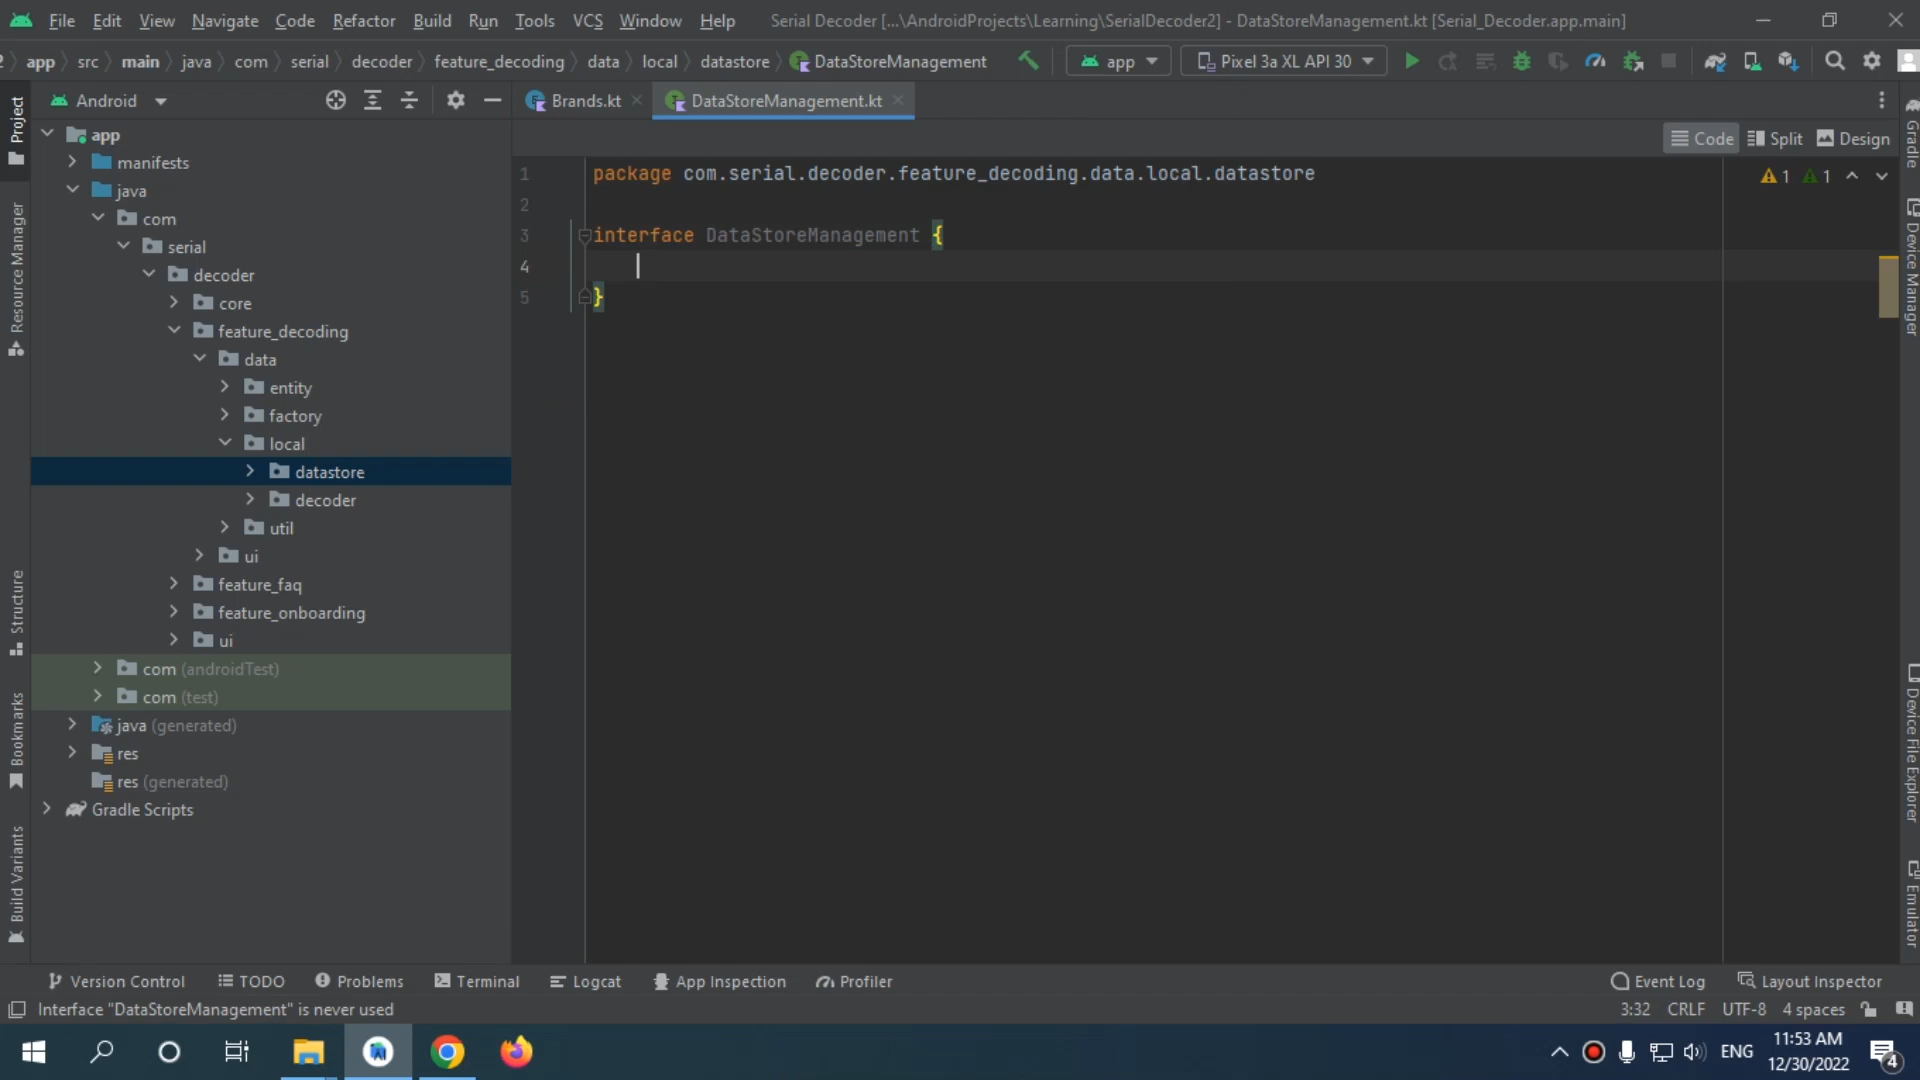 File Edit View Navigate Code Refactor Build Run Tools VCS Window Help Serial Decoder [...\AndroidProjects\Learning\SerialDecoder2] - DataStoreManagement.kt [Serial_Decoder.app.main]
app src main java com serial decoder feature_decoding data local datastore DataStoreManagement app Pixel 3a XL API 30
Android Brands.kt DataStoreManagement.kt
Code Split Design
app
manifests
java
com
serial
decoder
core
feature_decoding
data
entity
factory
local
datastore
decoder
util
ui
feature_faq
feature_onboarding
ui
com (androidTest)
com (test)
java (generated)
res
res (generated)
Gradle Scripts
1 package com.serial.decoder.feature_decoding.data.local.datastore
2
3 interface DataStoreManagement {
4
5 }
1 1
Project
Resource Manager
Structure
Bookmarks
Build Variants
Gradle
Device Manager
Device File Explorer
Emulator
Version Control TODO Problems Terminal Logcat App Inspection Profiler Event Log Layout Inspector
Interface "DataStoreManagement" is never used 3:32 CRLF UTF-8 4 spaces
ENG 11:53 AM
12/30/2022
4